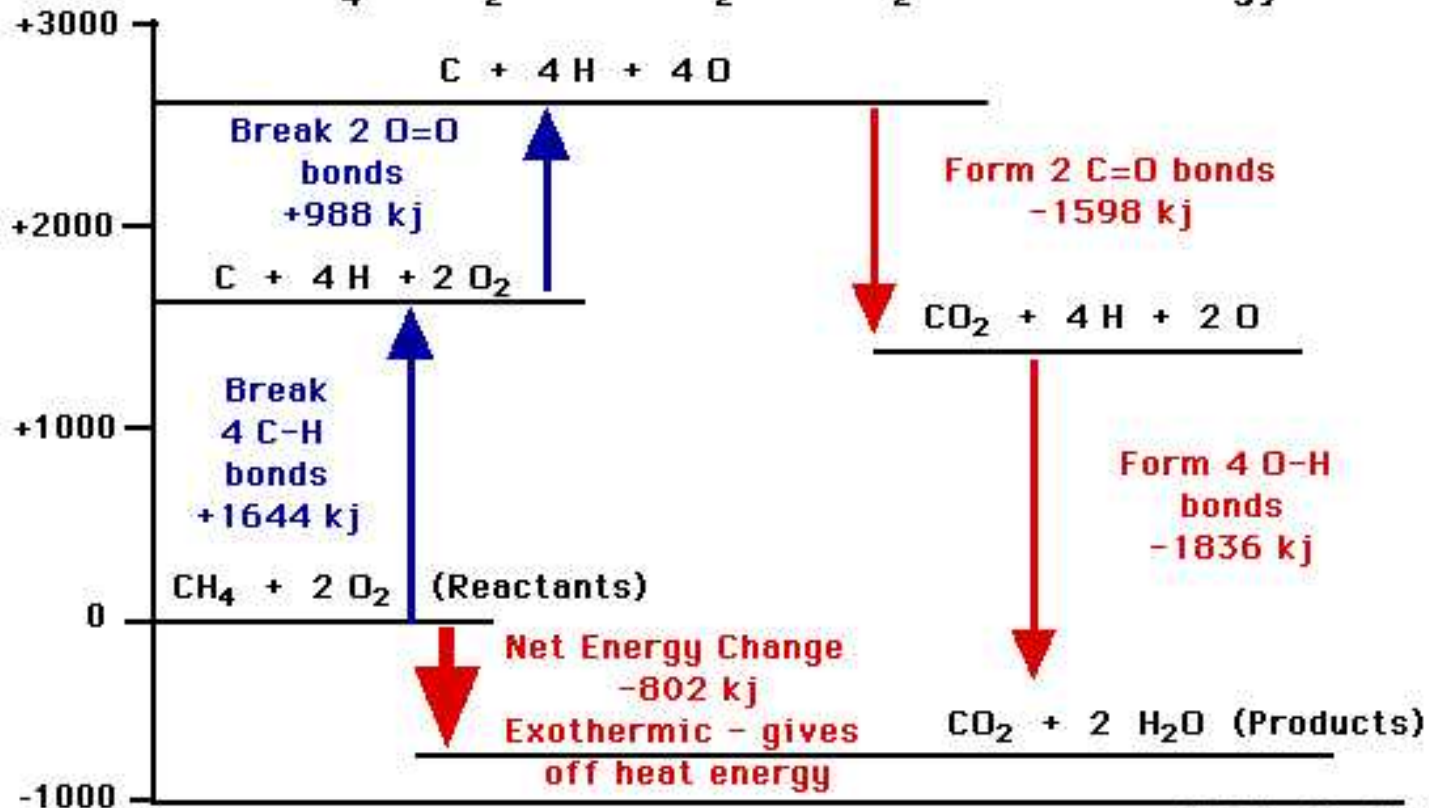 +3000
C + 4 H + 4 O
Break 2 O=O
bonds
+988 kj
Form 2 C=O bonds
-1598 kj
+2000
C + 4 H + 2 O₂
CO₂ + 4 H + 2 O
Break
4 C-H
bonds
+1644 kj
+1000
Form 4 O-H
bonds
-1836 kj
CH₄ + 2 O₂ (Reactants)
0
Net Energy Change
-802 kj
Exothermic - gives
off heat energy
CO₂ + 2 H₂O (Products)
-1000